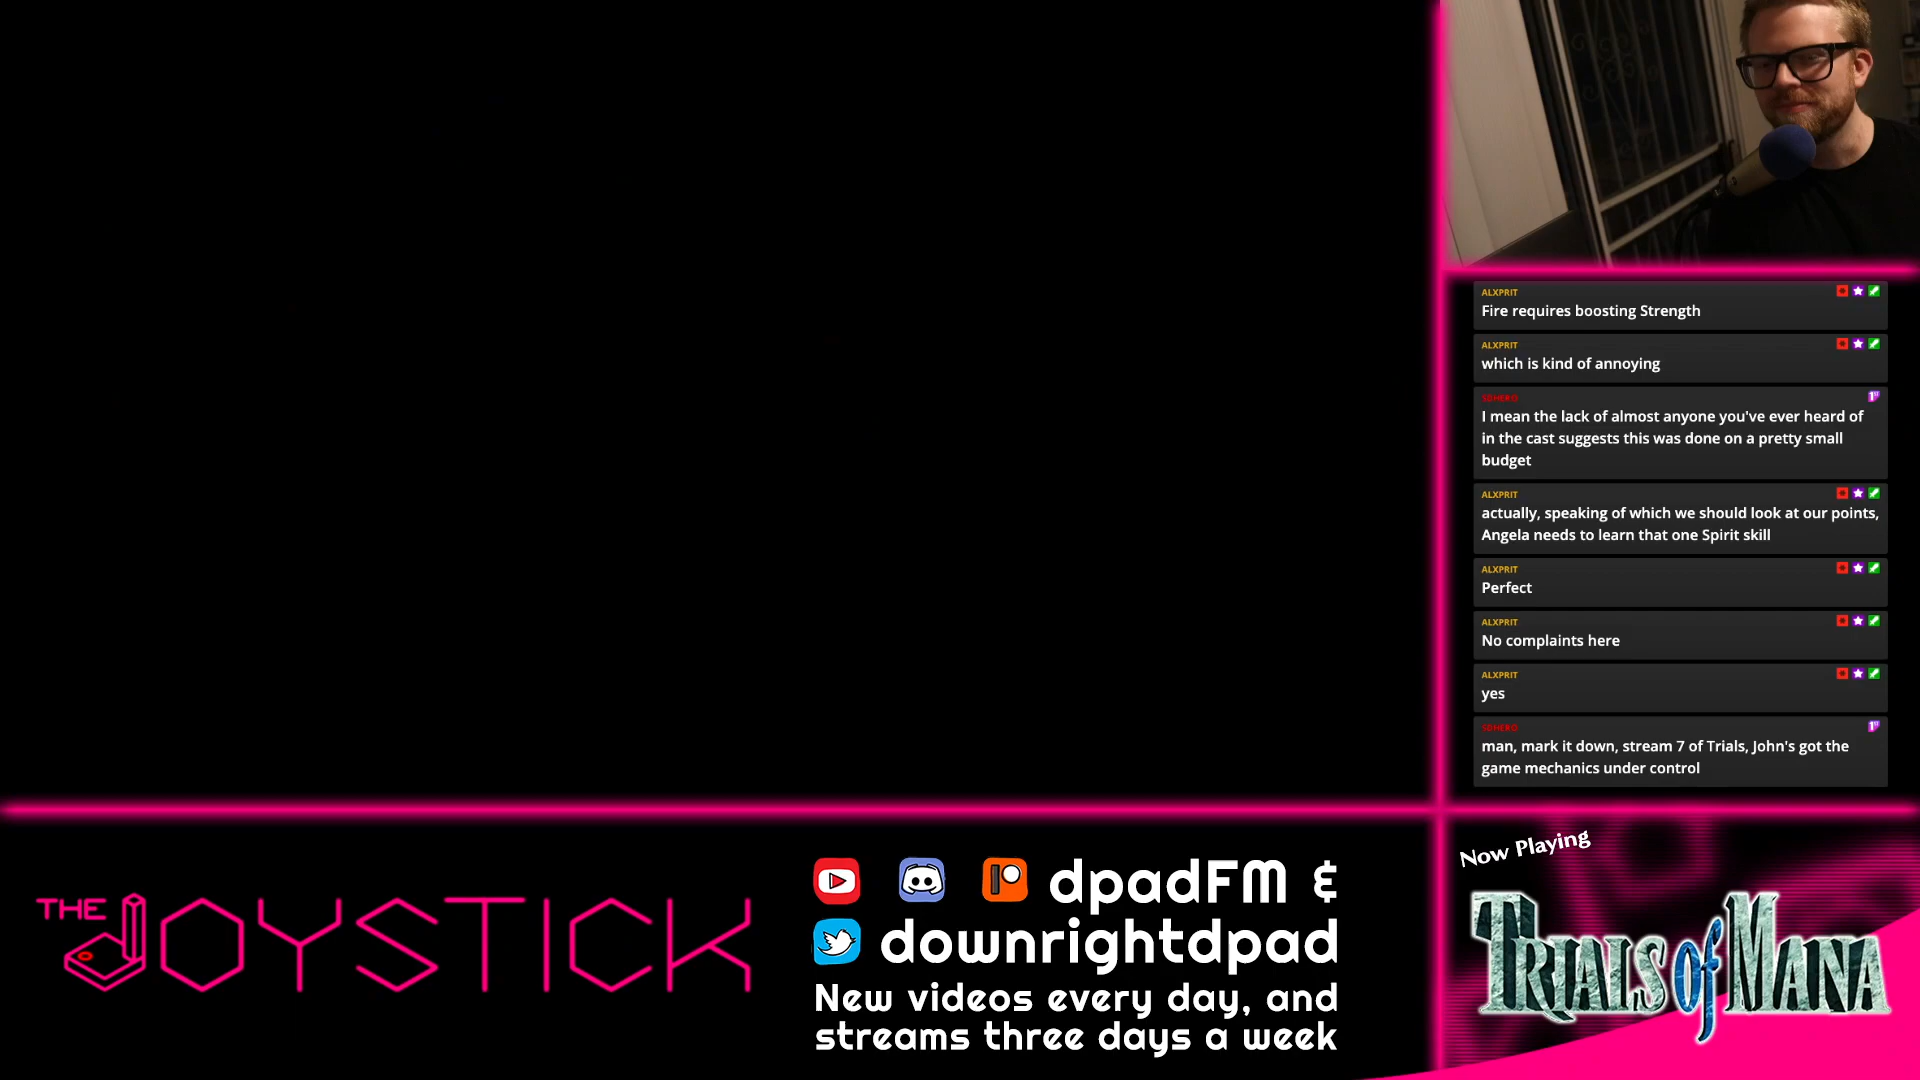 ALXPRIT
Fire requires boosting Strength
ALXPRIT
which is kind of annoying
SDHERO
I mean the lack of almost anyone you've ever heard of
in the cast suggests this was done on a pretty small
budget
ALXPRIT
actually, speaking of which we should look at our points,
Angela needs to learn that one Spirit skill
ALXPRIT
Perfect
ALXPRIT
No complaints here
ALXPRIT
yes
SDHERO
man, mark it down, stream 7 of Trials, John's got the
game mechanics under control
THE JOYSTICK
dpadFM &
downrightdpad
New videos every day, and
streams three days a week
Now Playing
TRIALS of MANA